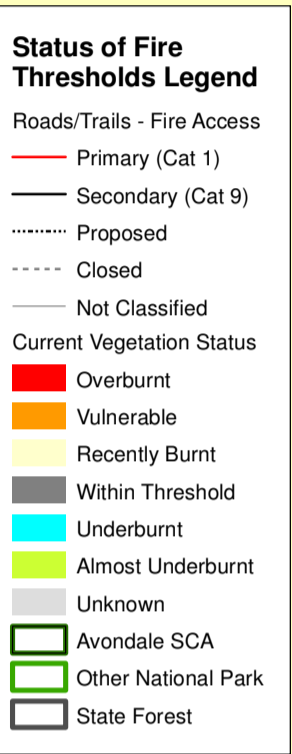 Status of Fire
Thresholds Legend
Roads/Trails - Fire Access
Primary (Cat 1)
Secondary (Cat 9)
Proposed
Closed
Not Classified
Current Vegetation Status
Overburnt
Vulnerable
Recently Burnt
Within Threshold
Underburnt
Almost Underburnt
Unknown
Avondale SCA
Other National Park
State Forest